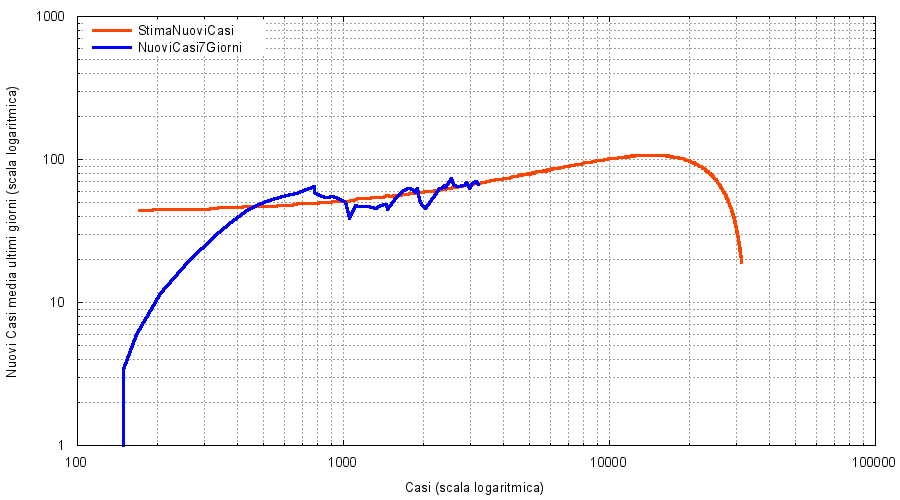 1000
StimaNuoviCasi
NuoviCasi7Giorni
Nuovi Casi media ultimi giorni (scala logaritmica)
100
10
1
100 1000 10000 100000
Casi (scala logaritmica)